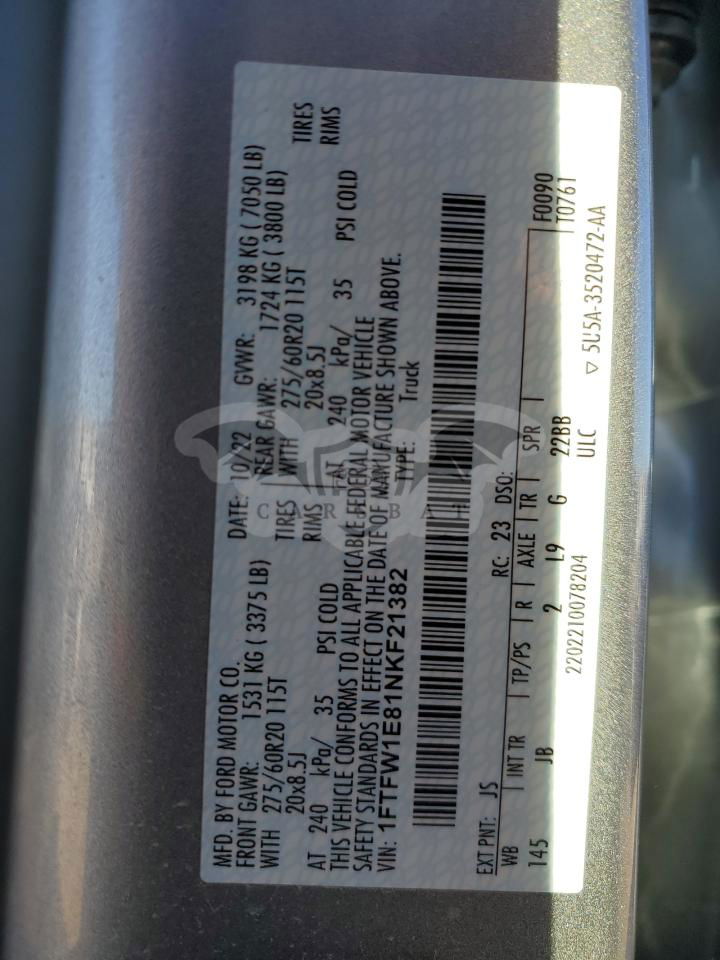 MFD. BY FORD MOTOR CO.
DATE: 10/22 GVWR: 3198 KG ( 7050 LB)
FRONT GAWR: 1531 KG ( 3375 LB) REAR GAWR: 1724 KG ( 3800 LB)
WITH 275/60R20 115T TIRES WITH 275/60R20 115T TIRES
20x8.5J RIMS 20x8.5J RIMS
AT 240 kPa/ 35 PSI COLD AT 240 kPa/ 35 PSI COLD
THIS VEHICLE CONFORMS TO ALL APPLICABLE FEDERAL MOTOR VEHICLE
SAFETY STANDARDS IN EFFECT ON THE DATE OF MANUFACTURE SHOWN ABOVE.
VIN: 1FTFW1E81NKF21382 TYPE: Truck
EXT PNT: JS RC: 23 DSO: F0090
WB INT TR TP/PS R AXLE TR SPR T0761
145 JB 2 L9 G 22BB
2202210078204 ULC ▽ 5U5A-3520472-AA
CARSBAT